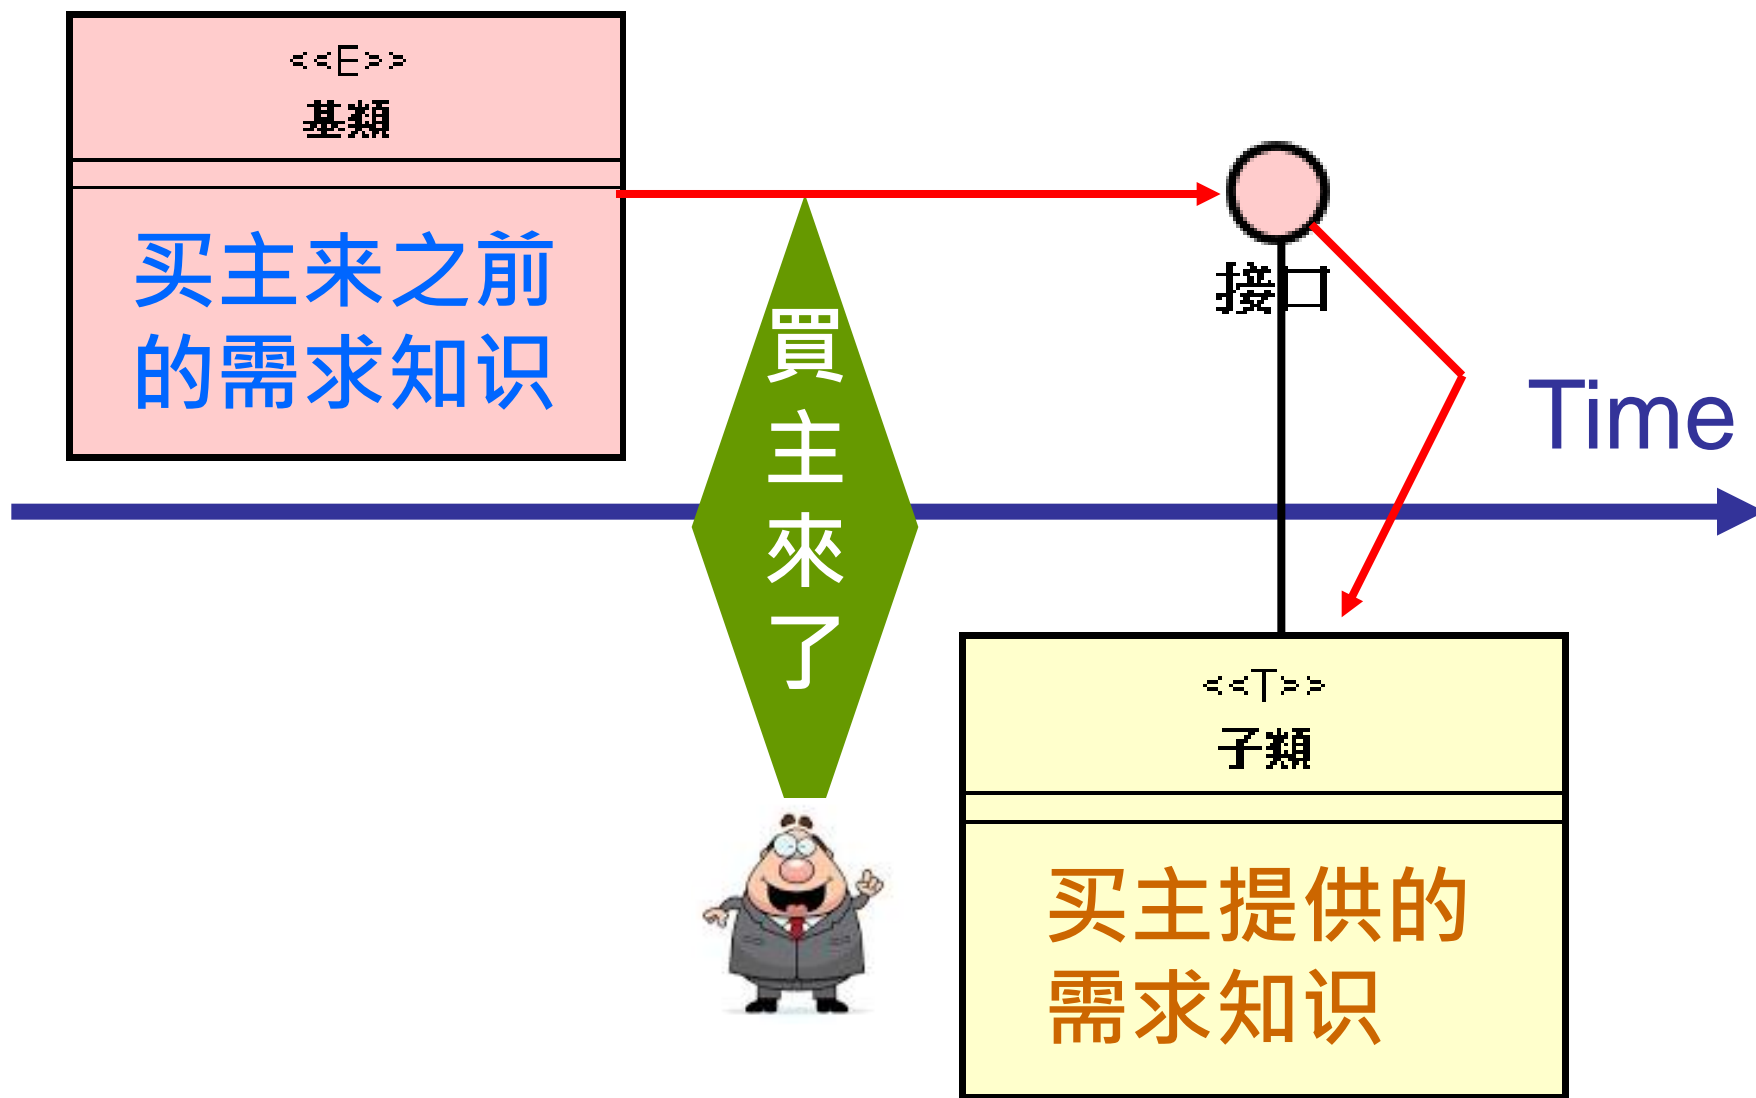 <<E>>
基類
买主来之前
的需求知识
買
主
來
了
接口
Time
<<T>>
子類
买主提供的
需求知识